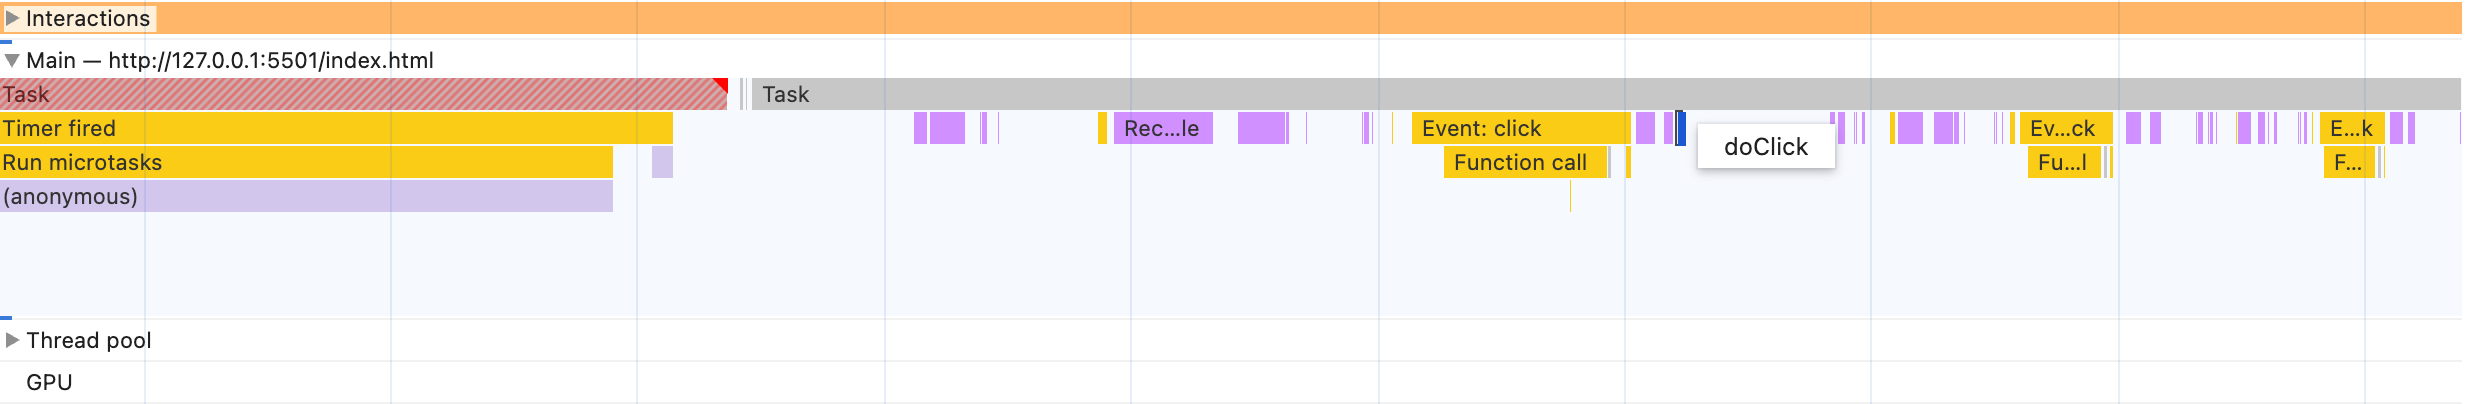 Interactions
Main — http://127.0.0.1:5501/index.html
Task Task
Timer fired Rec...le Event: click Ev...ck E...k
doClick
Run microtasks Function call Fu...l F...
(anonymous)
Thread pool
GPU